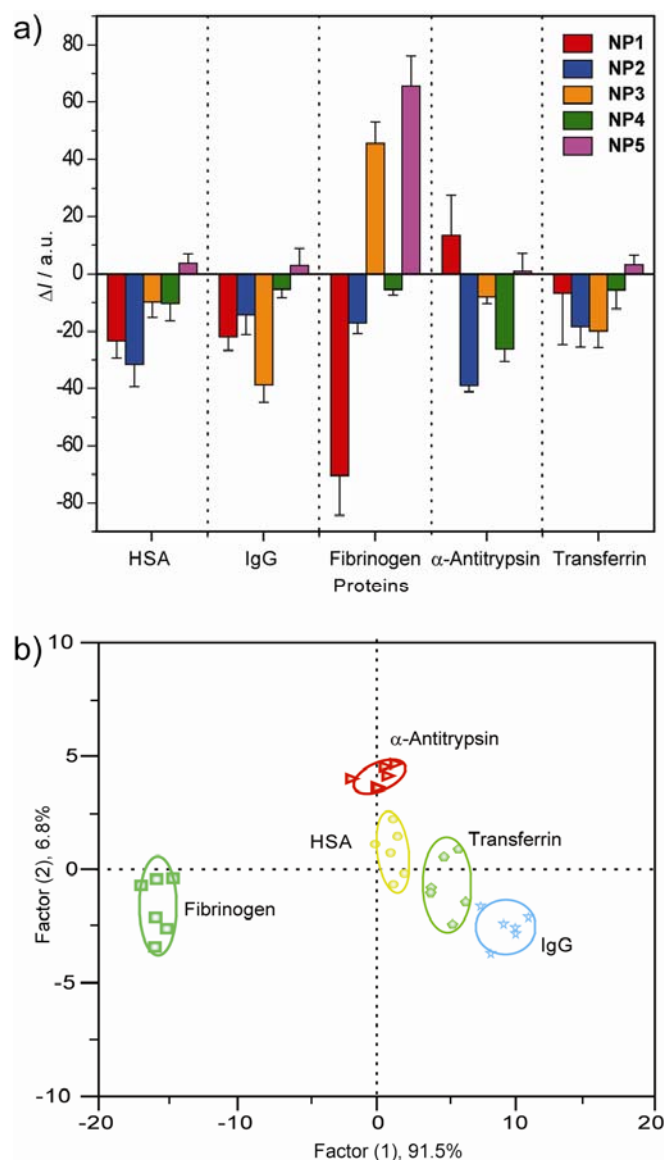 a)
80
60
40
20
0
-20
-40
-60
-80
ΔI / a.u.
NP1
NP2
NP3
NP4
NP5
HSA IgG Fibrinogen α-Antitrypsin Transferrin
Proteins
b)
10
5
0
-5
-10
Factor (2), 6.8%
α-Antitrypsin
HSA
Transferrin
Fibrinogen
IgG
-20 -10 0 10 20
Factor (1), 91.5%